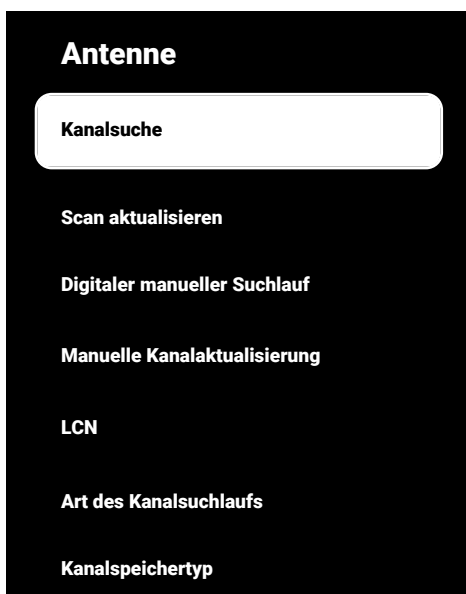 Antenne
Kanalsuche
Scan aktualisieren
Digitaler manueller Suchlauf
Manuelle Kanalaktualisierung
LCN
Art des Kanalsuchlaufs
Kanalspeichertyp